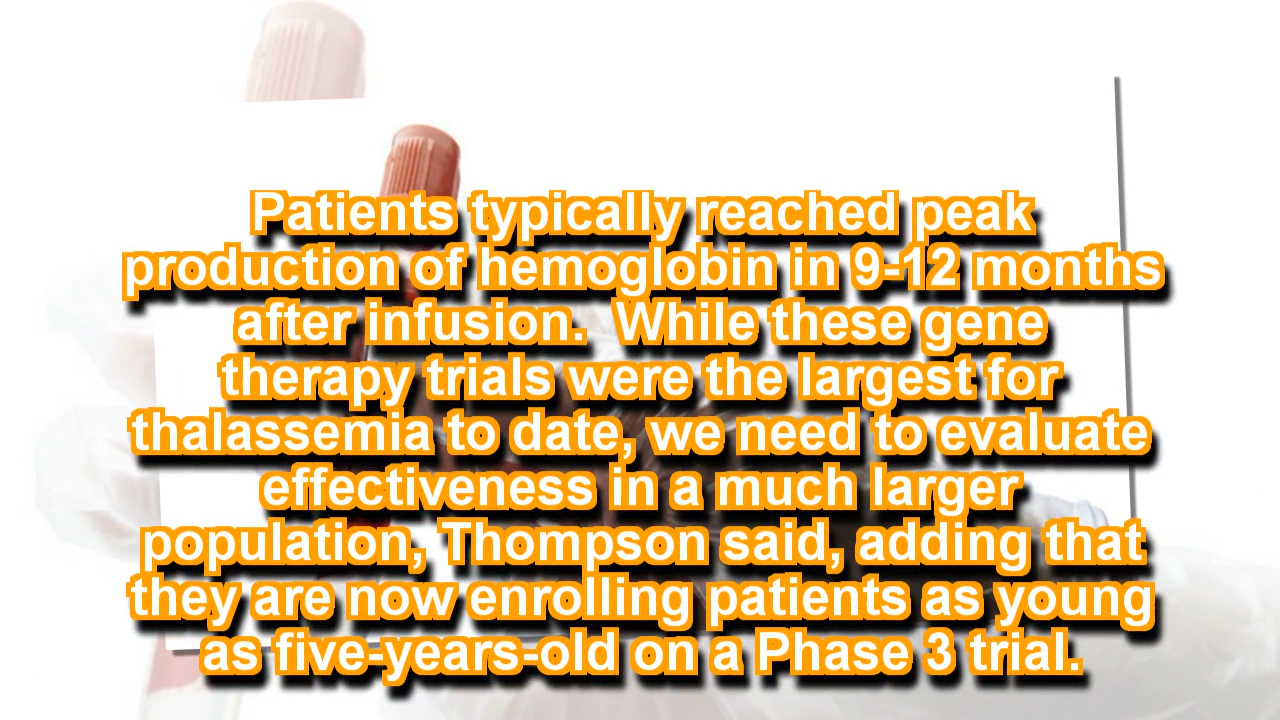 Patients typically reached peak
production of hemoglobin in 9-12 months
after infusion.  While these gene
therapy trials were the largest for
thalassemia to date, we need to evaluate
effectiveness in a much larger
population, Thompson said, adding that
they are now enrolling patients as young
as five-years-old on a Phase 3 trial.